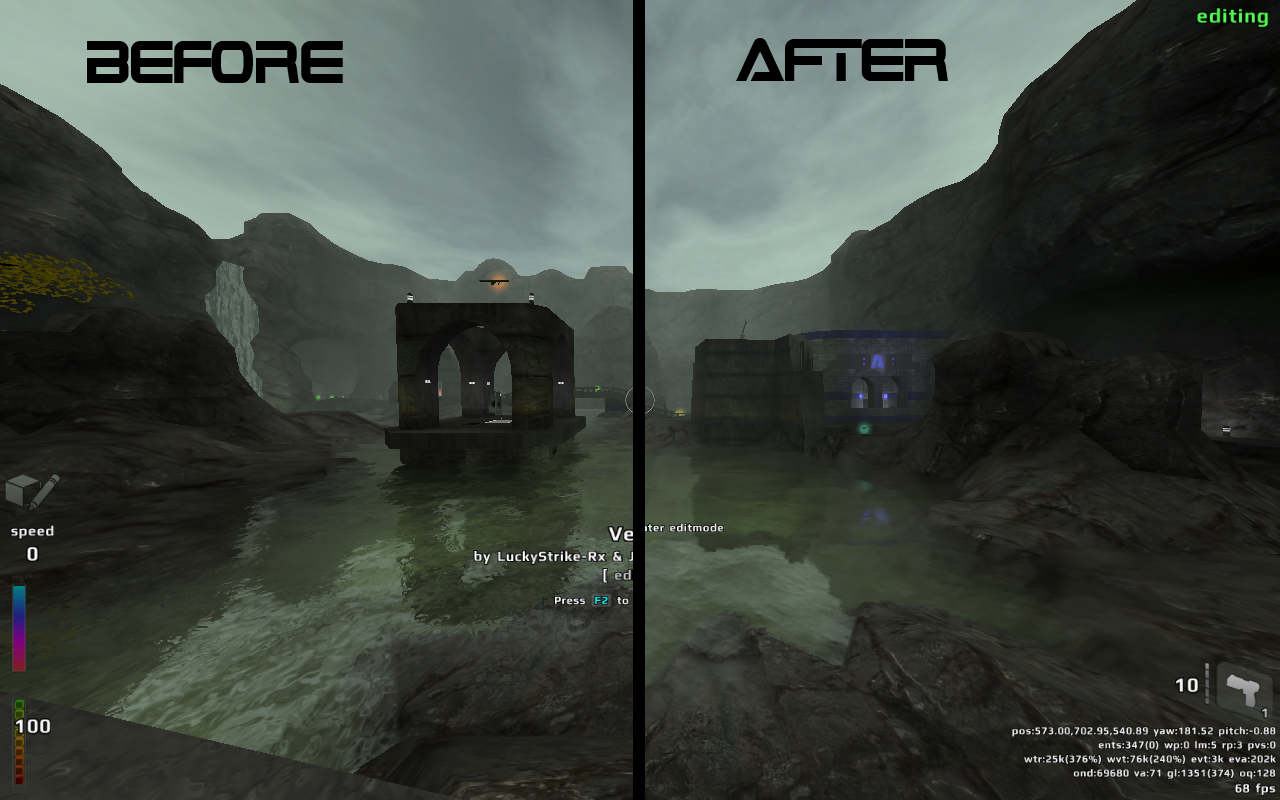 BEFORE
AFTER
editing
speed
0
Ve
by LuckyStrike-Rx & J
[ ed
Press F2 to
nter editmode
100
A
10
1
pos:573.00,702.95,540.89 yaw:181.52 pitch:-0.88
ents:347(0) wp:0 lm:5 rp:3 pvs:0
wtr:25k(376%) wvt:76k(240%) evt:3k eva:202k
ond:69680 va:71 gl:1351(374) oq:128
68 fps